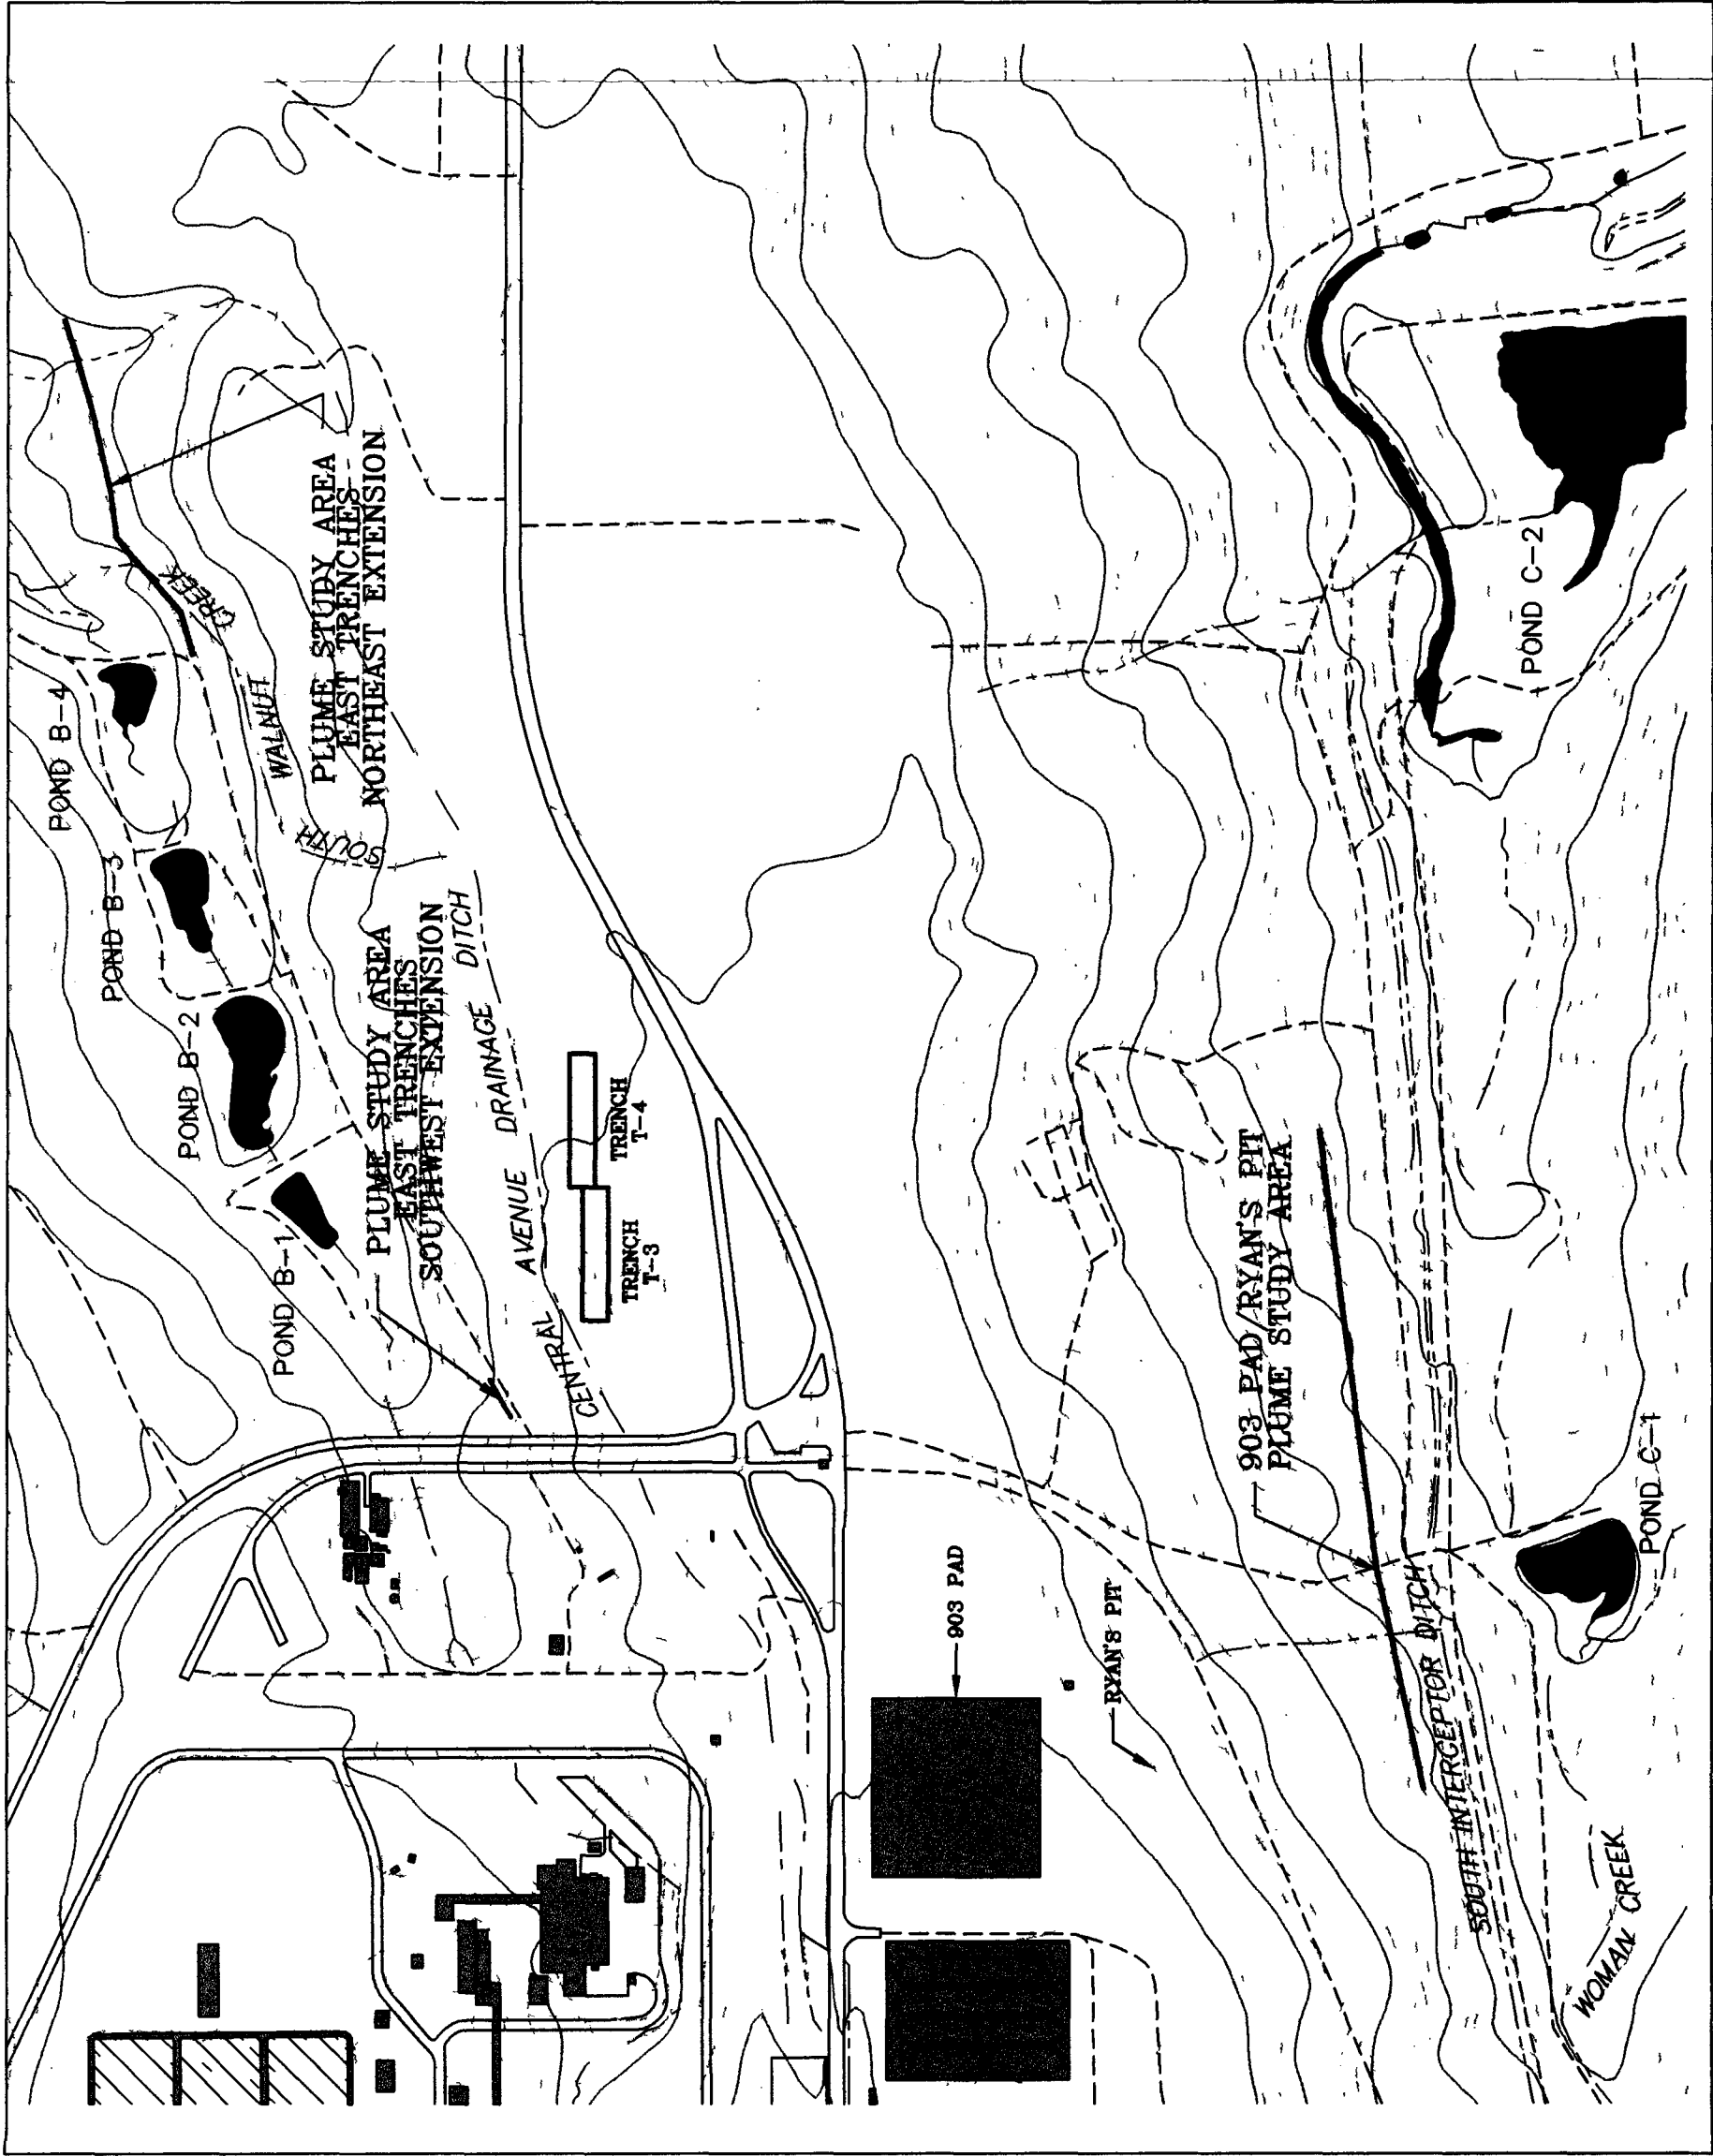 POND B-4
POND B-3
POND B-2
POND B-1
PLUME STUDY AREA
EAST TRENCHES
NORTHEAST EXTENSION
SOUTH WALNUT CREEK
PLUME STUDY AREA
EAST TRENCHES
SOUTHWEST EXTENSION
CENTRAL AVENUE DRAINAGE DITCH
TRENCH
T-3
TRENCH
T-4
903 PAD
RYAN'S PIT
903 PAD/RYAN'S PIT
PLUME STUDY AREA
SOUTH INTERCEPTOR DITCH
WOMAN CREEK
POND C-1
POND C-2